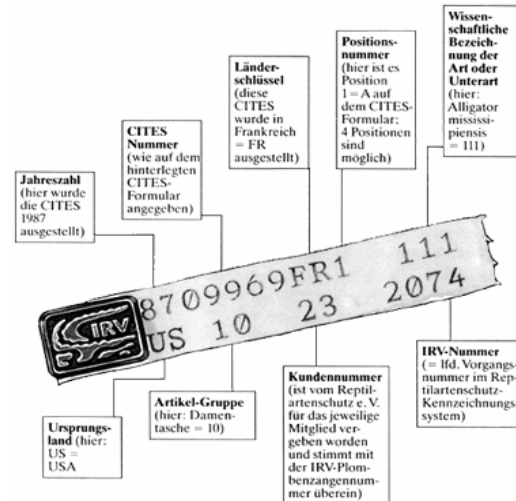 Jahreszahl
(hier wurde
die CITES
1987
ausgestellt)
CITES
Nummer
(wie auf dem
hinterlegten
CITES-
Formular
angegeben)
Länder-
schlüssel
(diese
CITES
wurde in
Frankreich
= FR
ausgestellt)
Positions-
nummer
(hier ist es
Position
1 = A auf
dem CITES-
Formular;
4 Positionen
sind
möglich)
Wissen-
schaftliche
Bezeich-
nung der
Art oder
Unterart
(hier:
Alligator
mississi-
piensis
= 111)
8709969FR1 111
IRV
US 10 23 2074
Ursprungs-
land (hier:
US =
USA
Artikel-Gruppe
(hier: Damen-
tasche = 10)
Kundennummer
(ist vom Reptil-
artenschutz e. V.
für das jeweilige
Mitglied ver-
geben worden
und stimmt mit
der IRV-Plom-
benzangennum-
mer überein)
IRV-Nummer
(= lfd. Vorgangs-
nummer im Rep-
tilartenschutz-
Kennzeichnungs-
system)